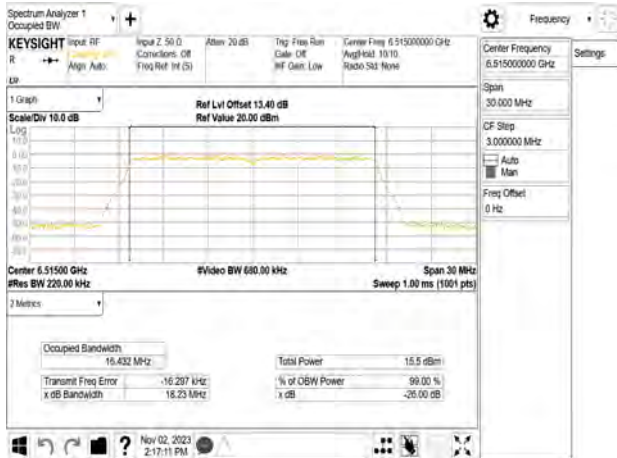 Spectrum Analyzer 1
Occupied BW
Frequency
KEYSIGHT Input: RF
R
Align: Auto
Input Z: 50 Ω
Corrections: Off
Freq Ref: Int (S)
Atten: 20 dB
Trig: Free Run
Gate: Off
#IF Gain: Low
Center Freq: 6.515000000 GHz
Avg|Hold: 10/10
Radio Std: None
Center Frequency
6.515000000 GHz
Settings
Span
30.000 MHz
CF Step
3.000000 MHz
Auto
Man
Freq Offset
0 Hz
1 Graph
Scale/Div 10.0 dB
Ref Lvl Offset 13.40 dB
Ref Value 20.00 dBm
Log
10.0
0.00
Center 6.51500 GHz
#Res BW 220.00 kHz
#Video BW 680.00 kHz
Span 30 MHz
Sweep 1.00 ms (1001 pts)
2 Metrics
Occupied Bandwidth
16.432 MHz
Total Power 15.5 dBm
Transmit Freq Error -16.297 kHz
% of OBW Power 99.00 %
x dB Bandwidth 18.23 MHz
x dB -26.00 dB
Nov 02, 2023
2:17:11 PM